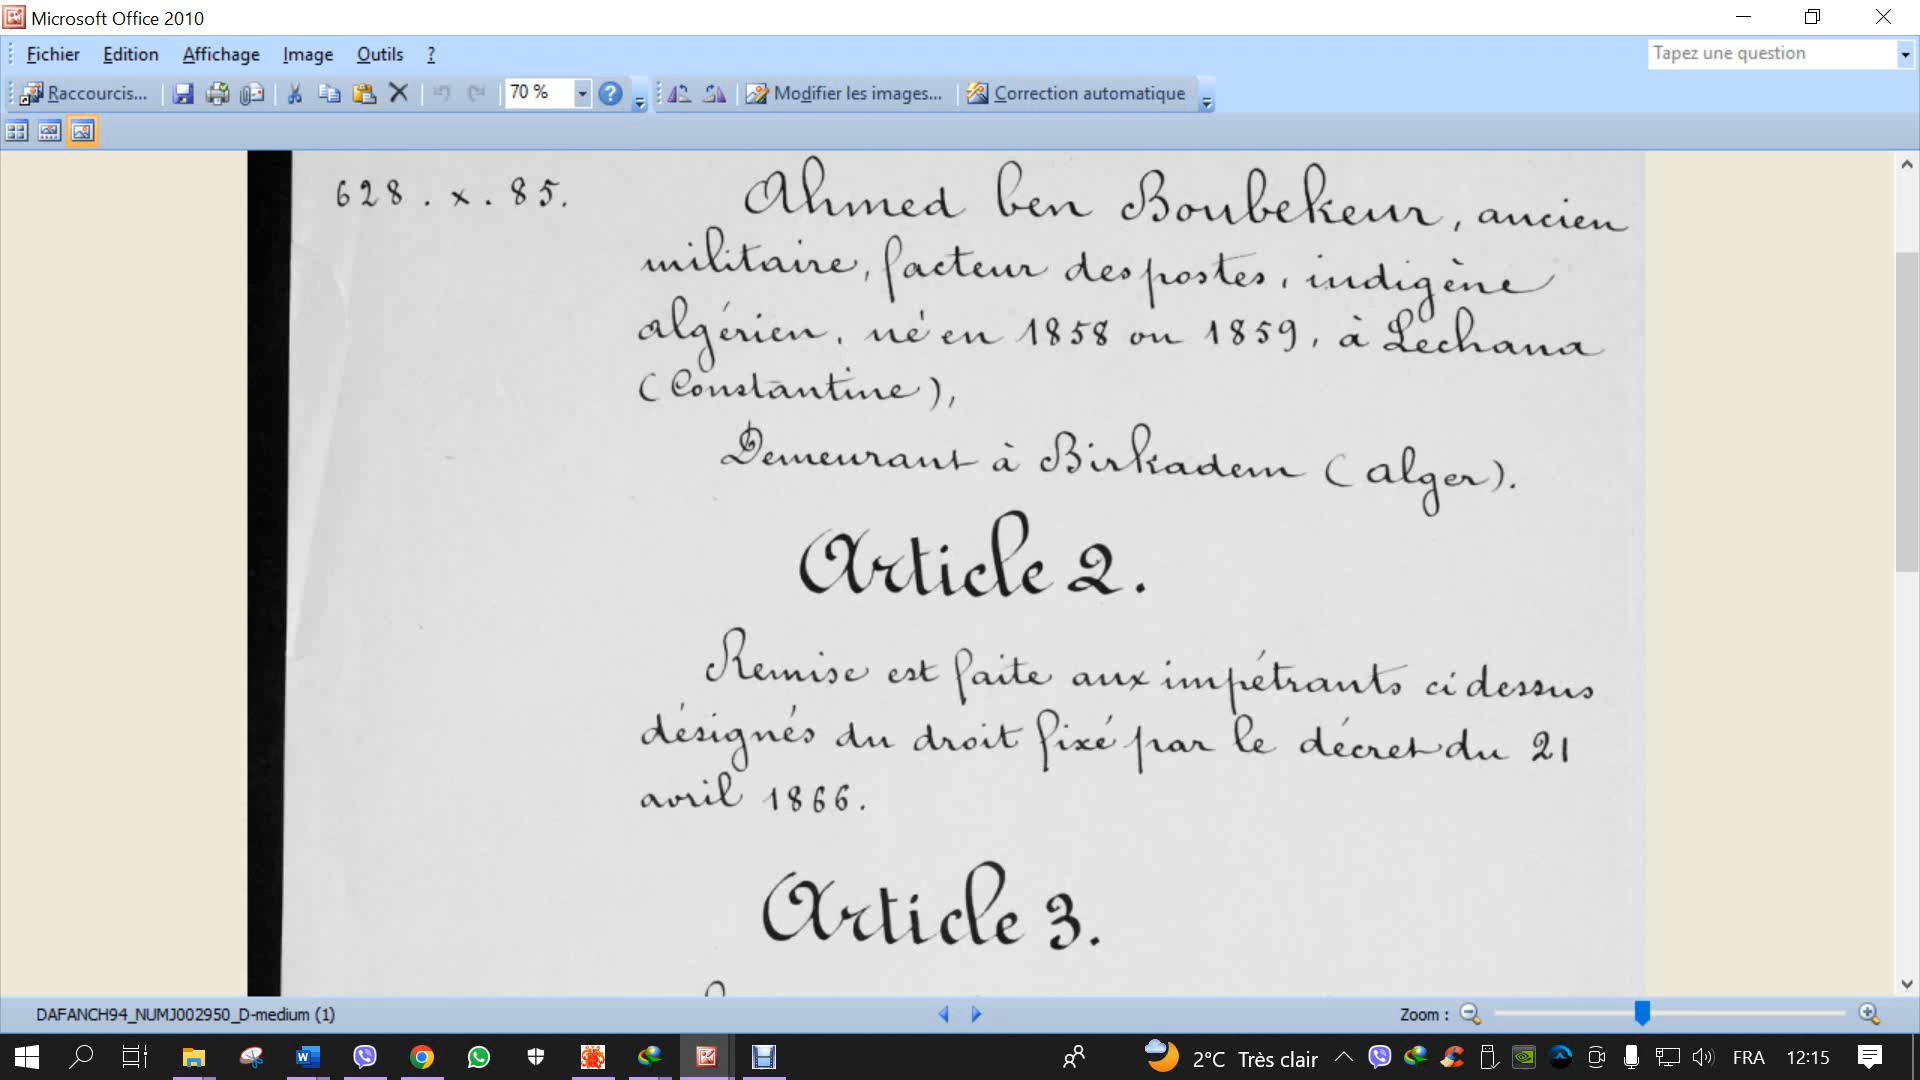 Microsoft Office 2010
Fichier Edition Affichage Image Outils ?
Tapez une question
Raccourcis... 70 % Modifier les images... Correction automatique
628 . x . 85. Ahmed ben Boubekeur, ancien
militaire, facteur des postes, indigène
algérien, né en 1858 ou 1859, à Lechana
(Constantine),
Demeurant à Birkadem (Alger).
Article 2.
Remise est faite aux impétrants ci dessus
désignés du droit fixé par le décret du 21
avril 1866.
Article 3.
DAFANCH94_NUMJ002950_D-medium (1)
Zoom :
2°C Très clair FRA 12:15